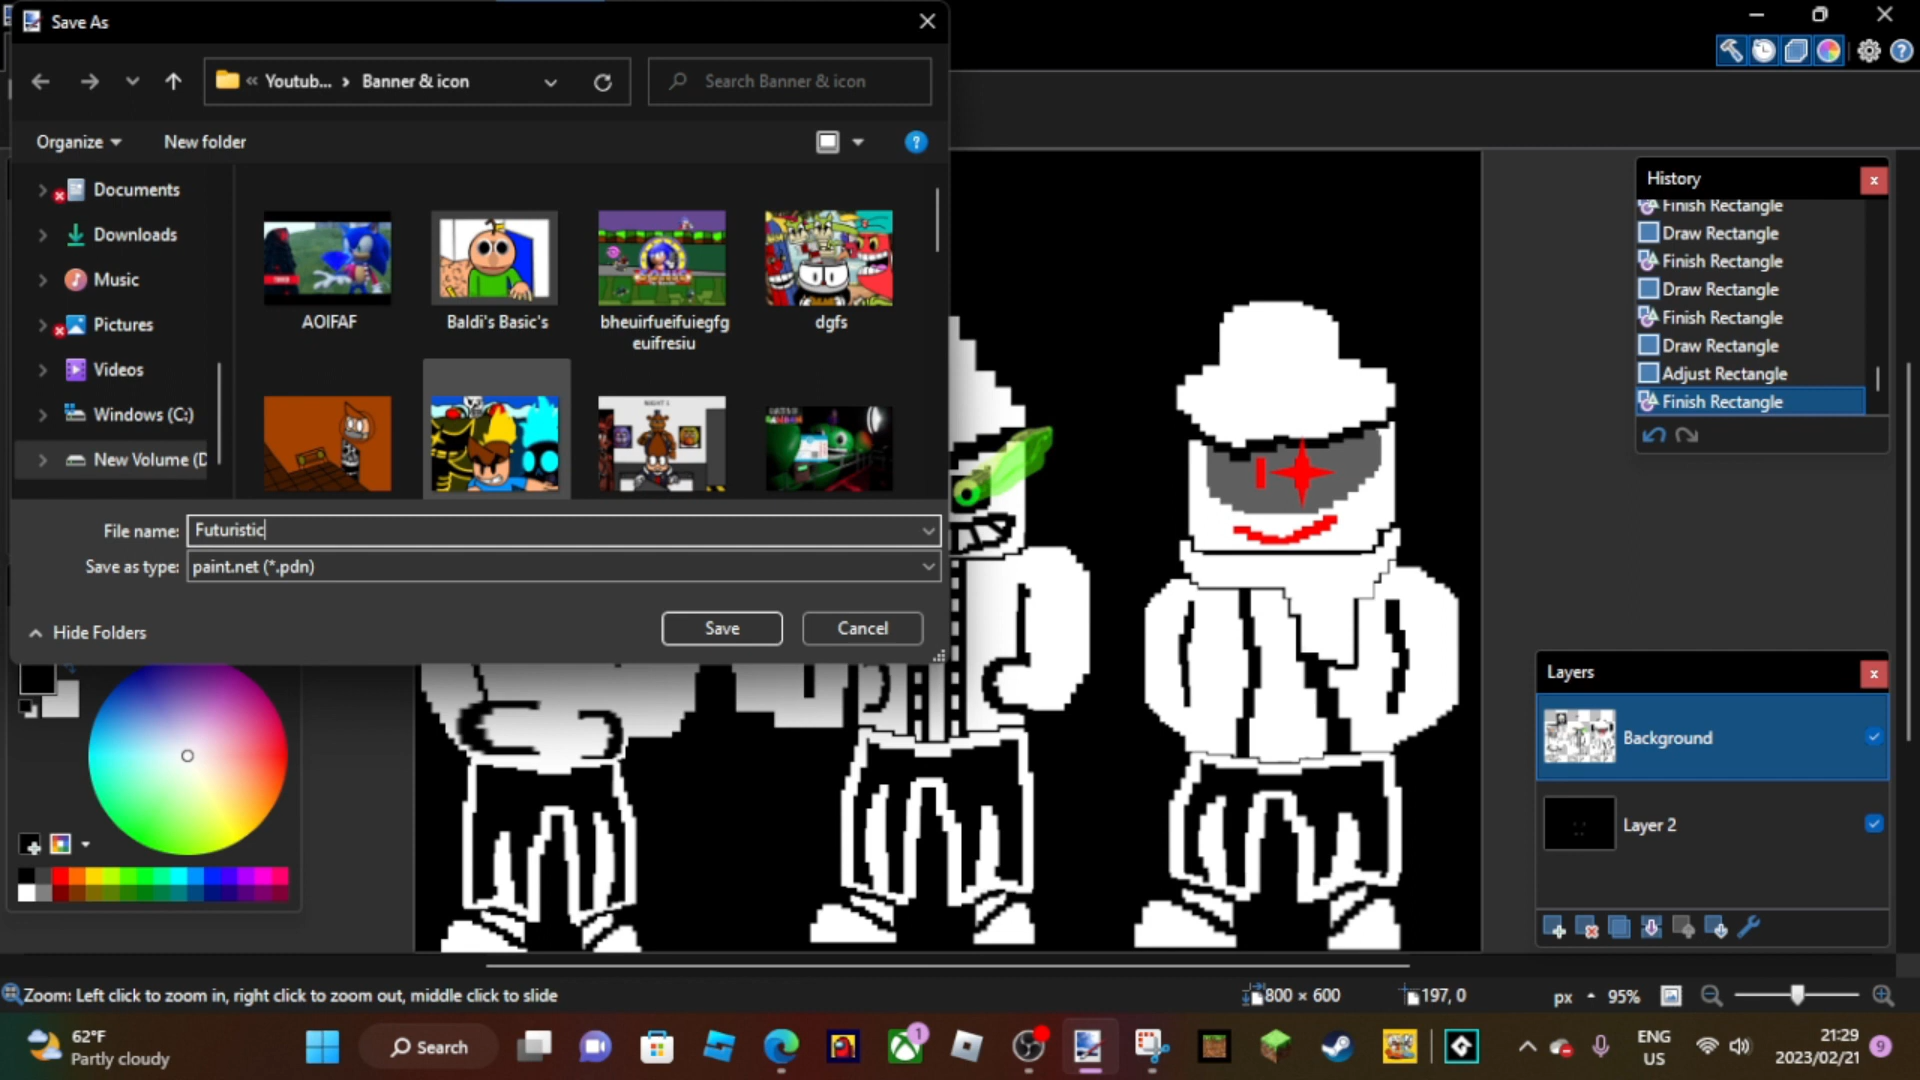 Save As
« Youtub... › Banner & icon
Search Banner & icon
Organize
New folder
Documents
Downloads
Music
Pictures
Videos
Windows (C:)
New Volume (D
AOIFAF
Baldi's Basic's
bheuirfueifuiegfg
euifresiu
dgfs
File name: Futuristic
Save as type: paint.net (*.pdn)
Hide Folders
Save
Cancel
History
Finish Rectangle
Draw Rectangle
Finish Rectangle
Draw Rectangle
Finish Rectangle
Draw Rectangle
Adjust Rectangle
Finish Rectangle
Layers
Background
Layer 2
Zoom: Left click to zoom in, right click to zoom out, middle click to slide
800 × 600
197, 0
px
95%
62°F
Partly cloudy
Search
1
ENG
US
21:29
2023/02/21
9